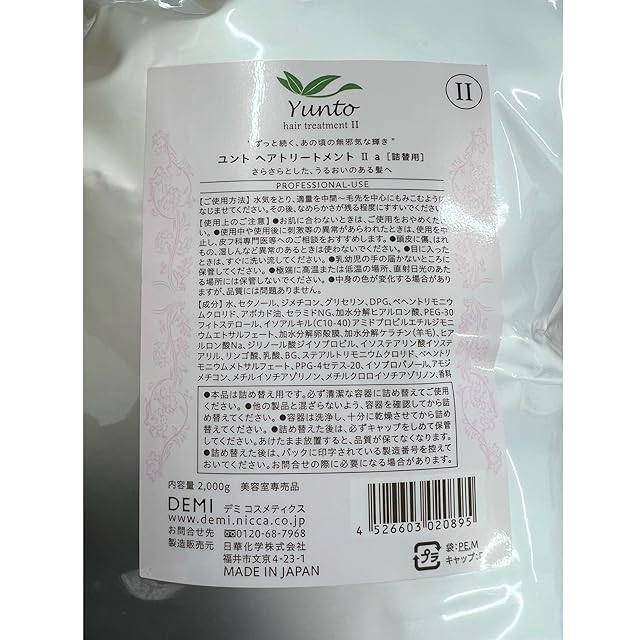 Yunto
hair treatment II
II
"ずっと続く、あの頃の無邪気な輝き"
ユント ヘアトリートメント II a [詰替用]
さらさらとした、うるおいのある髪へ
PROFESSIONAL-USE
【ご使用方法】水気をとり、適量を中間〜毛先を中心にもみこむように
なじませてください。その後、なめらかさが残る程度にすすいでください。
【使用上のご注意】●お肌に合わないときは、ご使用をおやめくださ
い。●使用中や使用後に刺激等の異常があらわれたときは、使用を中
止し、皮フ科専門医等へのご相談をおすすめします。●頭皮に傷、はれ
もの、湿しんなど異常のあるときは使わないでください。●目に入った
ときは、すぐに洗い流してください。●乳幼児の手の届かないところに
保管してください。●極端に高温または低温の場所、直射日光のあた
る場所には保管しないでください。●中身の色が変化する場合があり
ますが、品質には問題ありません。
【成分】水、セタノール、ジメチコン、グリセリン、DPG、ベヘントリモニウ
ムクロリド、アボカド油、セラミドNG、加水分解ヒアルロン酸、PEG-30
フィトステロール、イソアルキル(C10-40)アミドプロピルエチルジモニ
ウムエトサルフェート、加水分解卵殻膜、加水分解ケラチン(羊毛)、ヒア
ルロン酸Na、ジリノール酸ジイソプロピル、イソステアリン酸イソス
テアリル、リンゴ酸、乳酸、BG、ステアルトリモニウムクロリド、ベヘントリ
モニウムメトサルフェート、PPG-4セテス-20、イソプロパノール、アモジ
メチコン、メチルイソチアゾリノン、メチルクロロイソチアゾリノン、香料
●本品は詰め替え用です。必ず清潔な容器に詰め替えてご使用
ください。●他の製品と混ざらないよう、容器を確認してから詰
め替えてください。●容器は洗浄し、十分に乾燥させてから詰め
替えてください。●詰め替えた後は、必ずキャップをしめて保管
してください。あけたまま放置すると、品質が保てなくなります。
●詰め替えた後は、パックに印字されている製造番号を控えて
おいてください。お問合せの際に必要になる場合があります。
内容量 2,000g 美容室専売品
DEMI デミ コスメティクス
www.demi.nicca.co.jp
お問合せ先 0120-68-7968
製造販売元 日華化学株式会社
福井市文京4-23-1
MADE IN JAPAN
4 526603 020895
プラ
袋:PE,M
キャップ:P